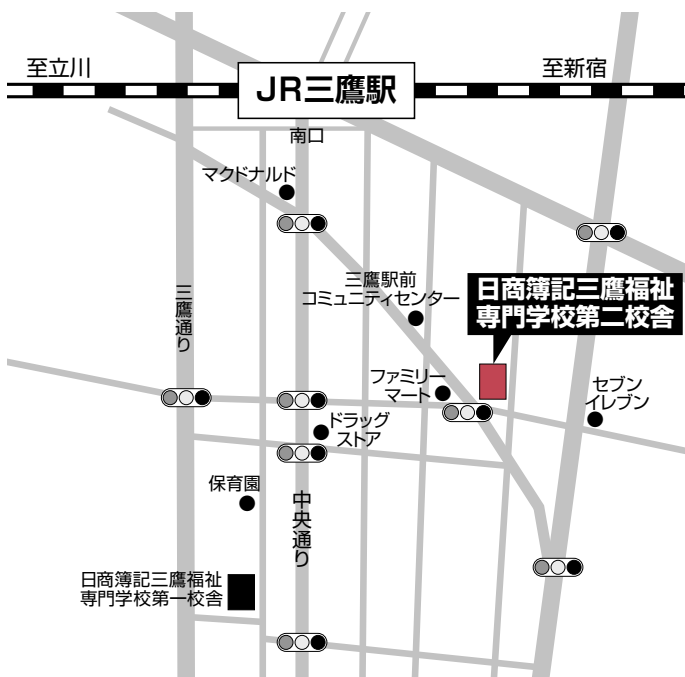 至立川
JR三鷹駅
至新宿
南口
マクドナルド
三鷹駅前
コミュニティセンター
日商簿記三鷹福祉
専門学校第二校舎
三鷹通り
ファミリー
マート
セブン
イレブン
ドラッグ
ストア
保育園
中央通り
日商簿記三鷹福祉
専門学校第一校舎